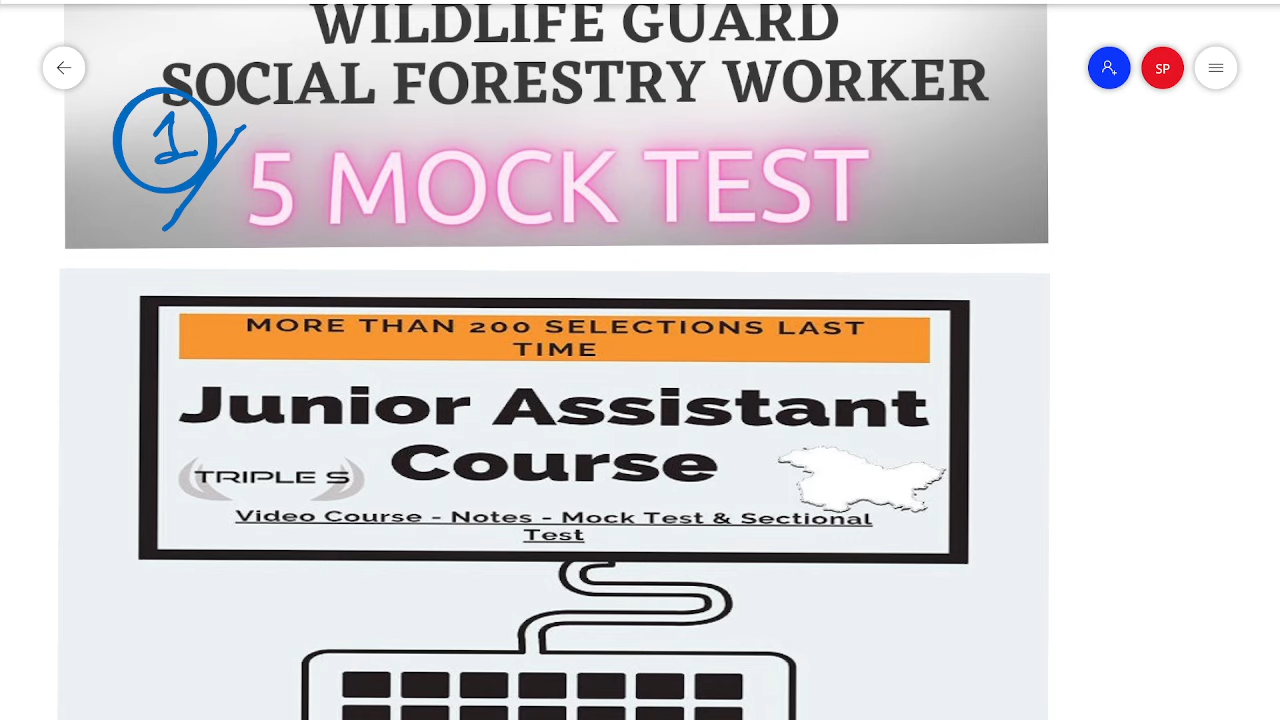 WILDLIFE GUARD
SOCIAL FORESTRY WORKER
1
5 MOCK TEST
SP
MORE THAN 200 SELECTIONS LAST
TIME
Junior Assistant
Course
TRIPLE S
Video Course - Notes - Mock Test & Sectional
Test